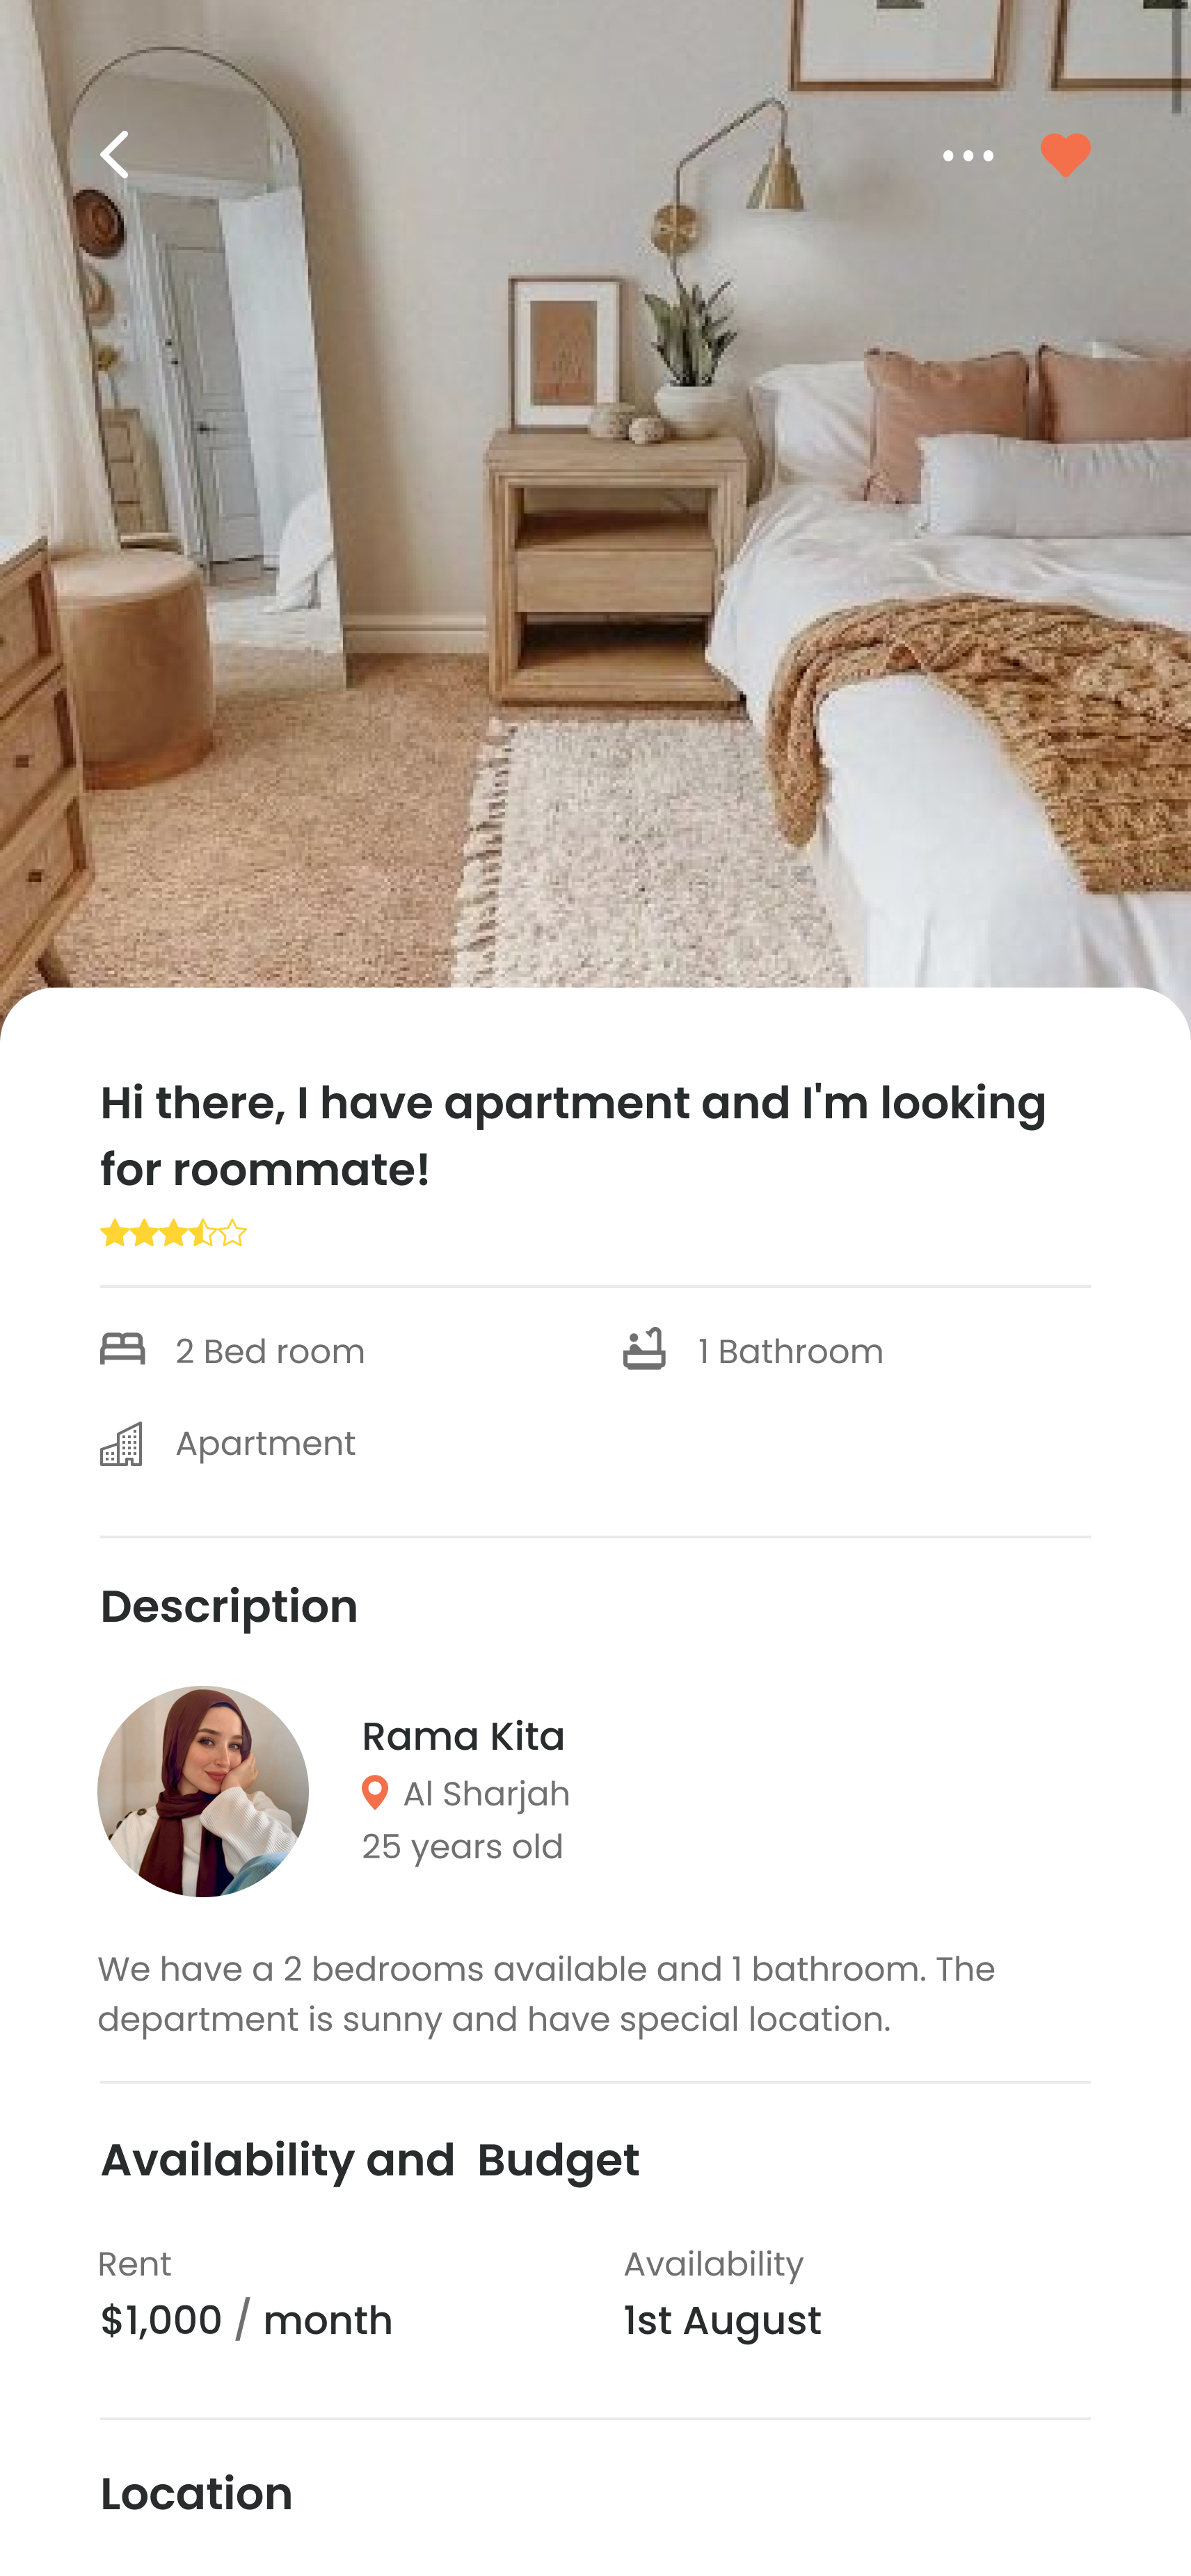 Hi there, I have apartment and I'm looking
for roommate!
2 Bed room
1 Bathroom
Apartment
Description
Rama Kita
Al Sharjah
25 years old
We have a 2 bedrooms available and 1 bathroom. The
department is sunny and have special location.
Availability and  Budget
Rent
Availability
$1,000 / month
1st August
Location